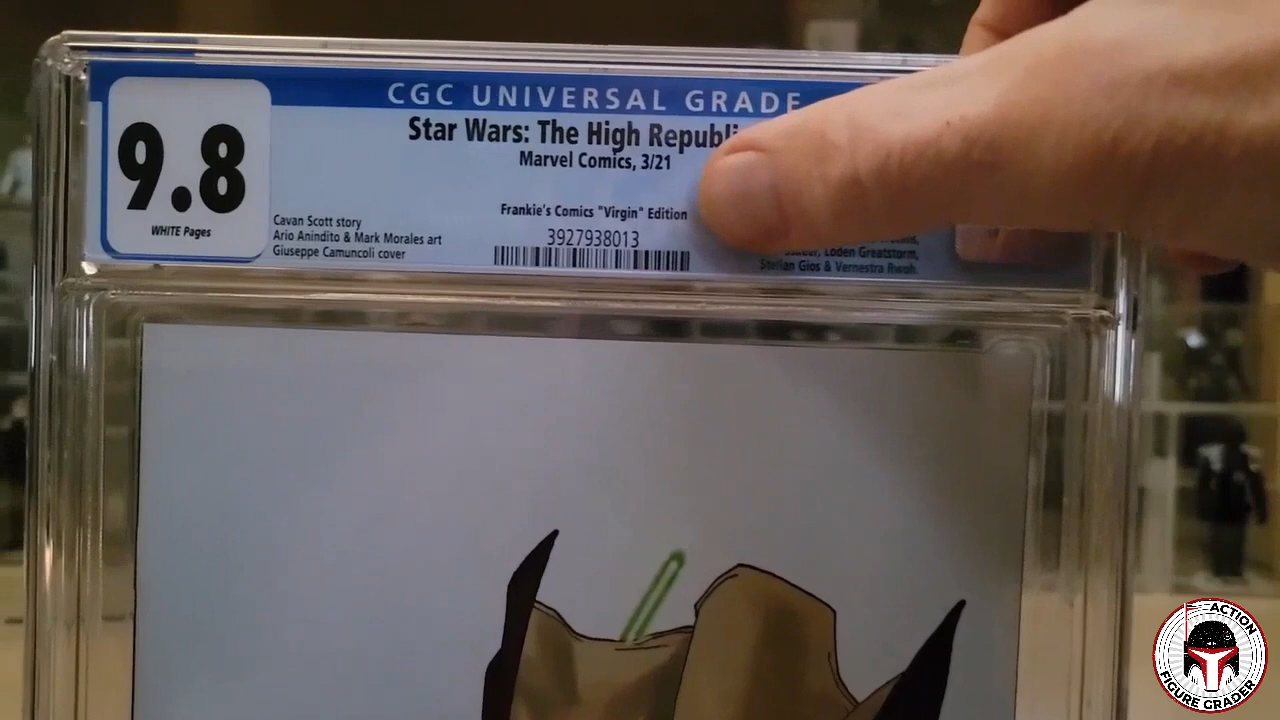 CGC UNIVERSAL GRADE
9.8
WHITE Pages
Star Wars: The High Republi
Marvel Comics, 3/21
Frankie's Comics "Virgin" Edition
3927938013
Cavan Scott story
Ario Anindito & Mark Morales art
Giuseppe Camuncoli cover
Loden Greatstorm,
Stellan Gios & Vernestra Rwoh.
ACTION
FIGURE GRADER